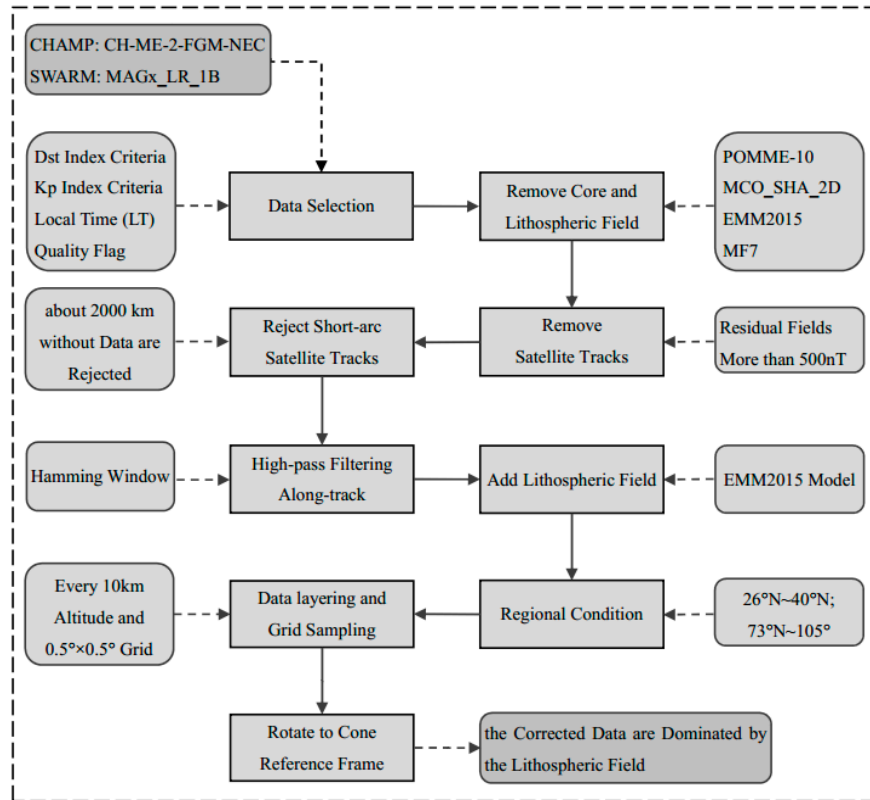 CHAMP: CH-ME-2-FGM-NEC
SWARM: MAGx_LR_1B
Dst Index Criteria
Kp Index Criteria
Local Time (LT)
Quality Flag
Data Selection
Remove Core and
Lithospheric Field
POMME-10
MCO_SHA_2D
EMM2015
MF7
about 2000 km
without Data are
Rejected
Reject Short-arc
Satellite Tracks
Remove
Satellite Tracks
Residual Fields
More than 500nT
Hamming Window
High-pass Filtering
Along-track
Add Lithospheric Field
EMM2015 Model
Every 10km
Altitude and
0.5°×0.5° Grid
Data layering and
Grid Sampling
Regional Condition
26°N~40°N;
73°N~105°
Rotate to Cone
Reference Frame
the Corrected Data are Dominated by
the Lithospheric Field